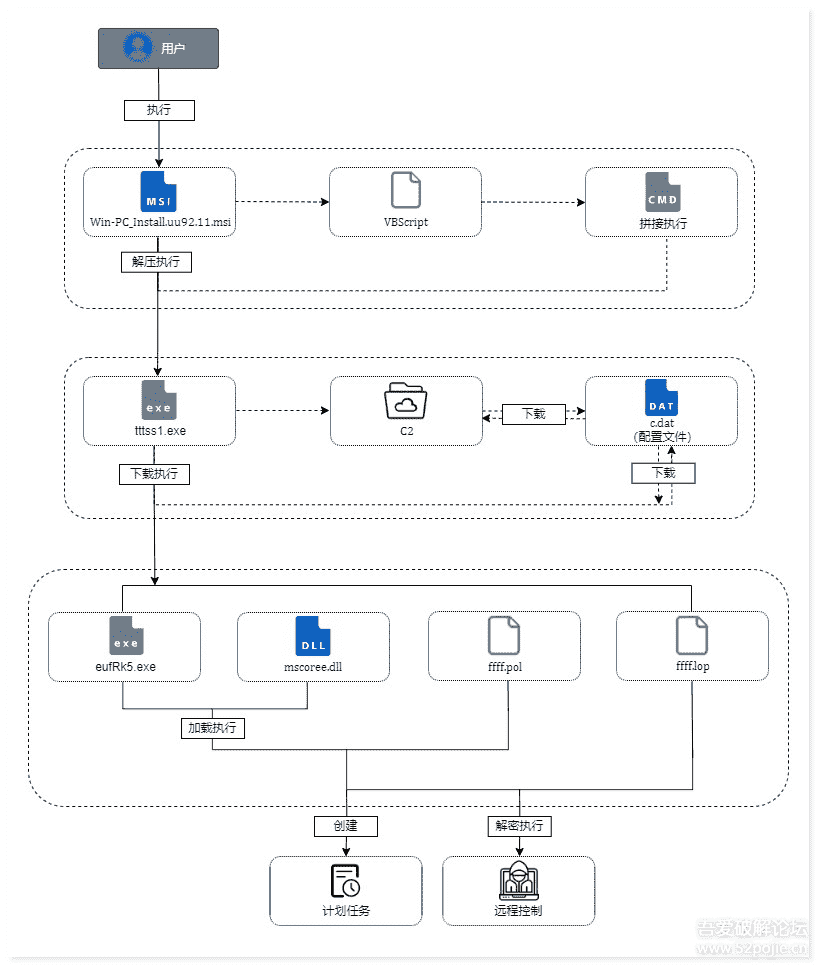 用户
执行
MSI
Win-PC_Install.uu92.11.msi
VBScript
CMD
拼接执行
解压执行
exe
tttss1.exe
C2
下载
DAT
c.dat
(配置文件)
下载执行
下载
exe
eufRk5.exe
DLL
mscoree.dll
ffff.pol
ffff.lop
加载执行
创建
解密执行
计划任务
远程控制
吾爱破解论坛
www.52pojie.cn